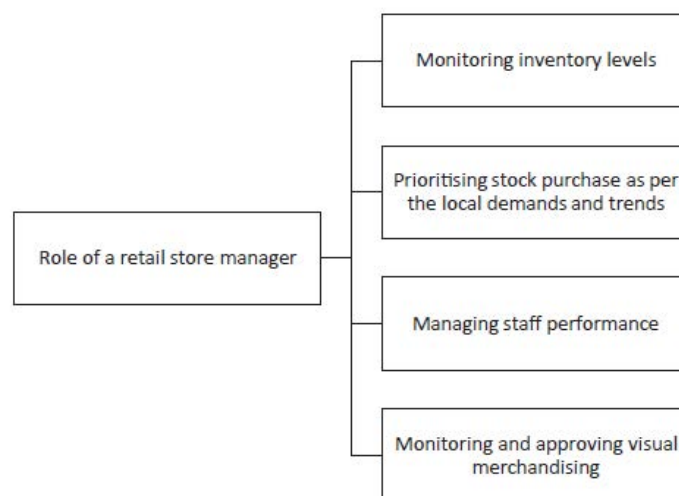 Monitoring inventory levels
Prioritising stock purchase as per
the local demands and trends
Role of a retail store manager
Managing staff performance
Monitoring and approving visual
merchandising